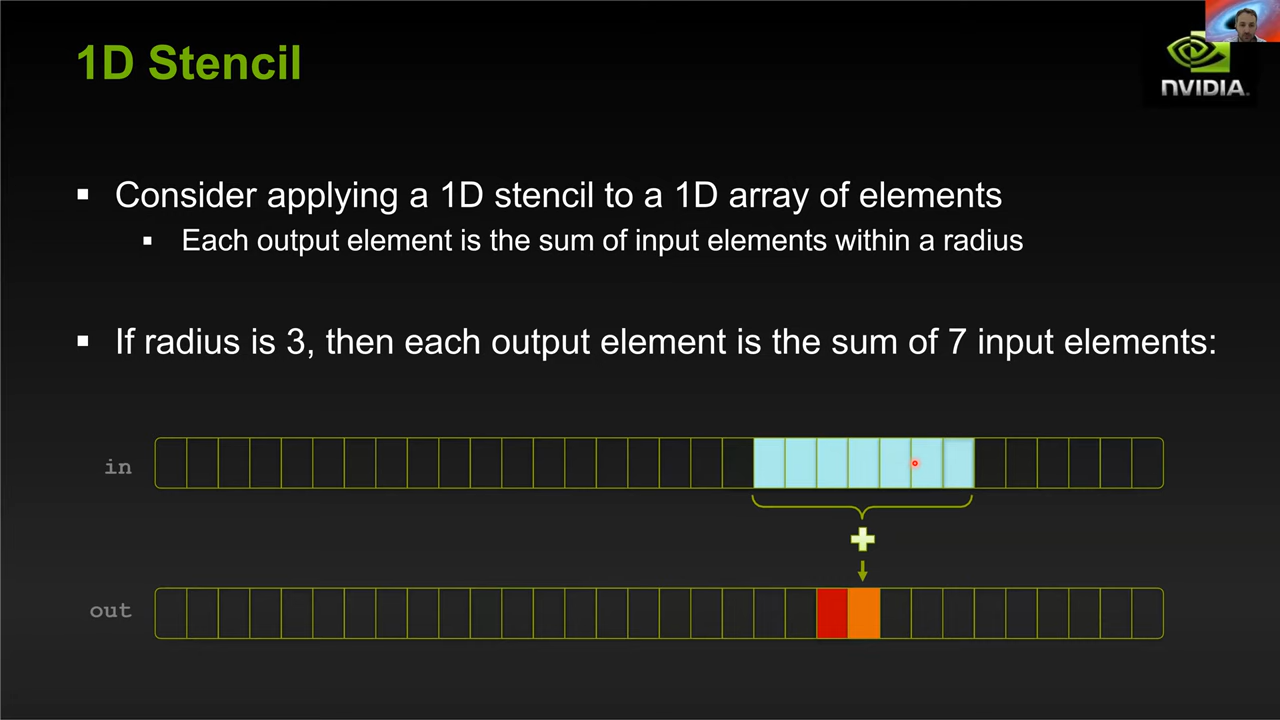 1D Stencil
NVIDIA.
Consider applying a 1D stencil to a 1D array of elements
Each output element is the sum of input elements within a radius
If radius is 3, then each output element is the sum of 7 input elements:
in
out